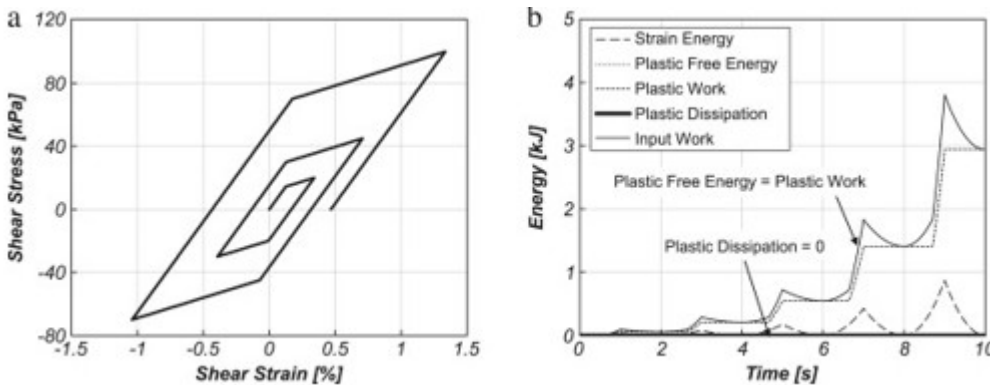 a
120
80
40
0
-40
-80
-1.5
-1
-0.5
0
0.5
1
1.5
Shear Stress [kPa]
Shear Strain [%]
b
5
4
3
2
1
0
0
2
4
6
8
10
Energy [kJ]
Time [s]
Strain Energy
Plastic Free Energy
Plastic Work
Plastic Dissipation
Input Work
Plastic Free Energy = Plastic Work
Plastic Dissipation = 0